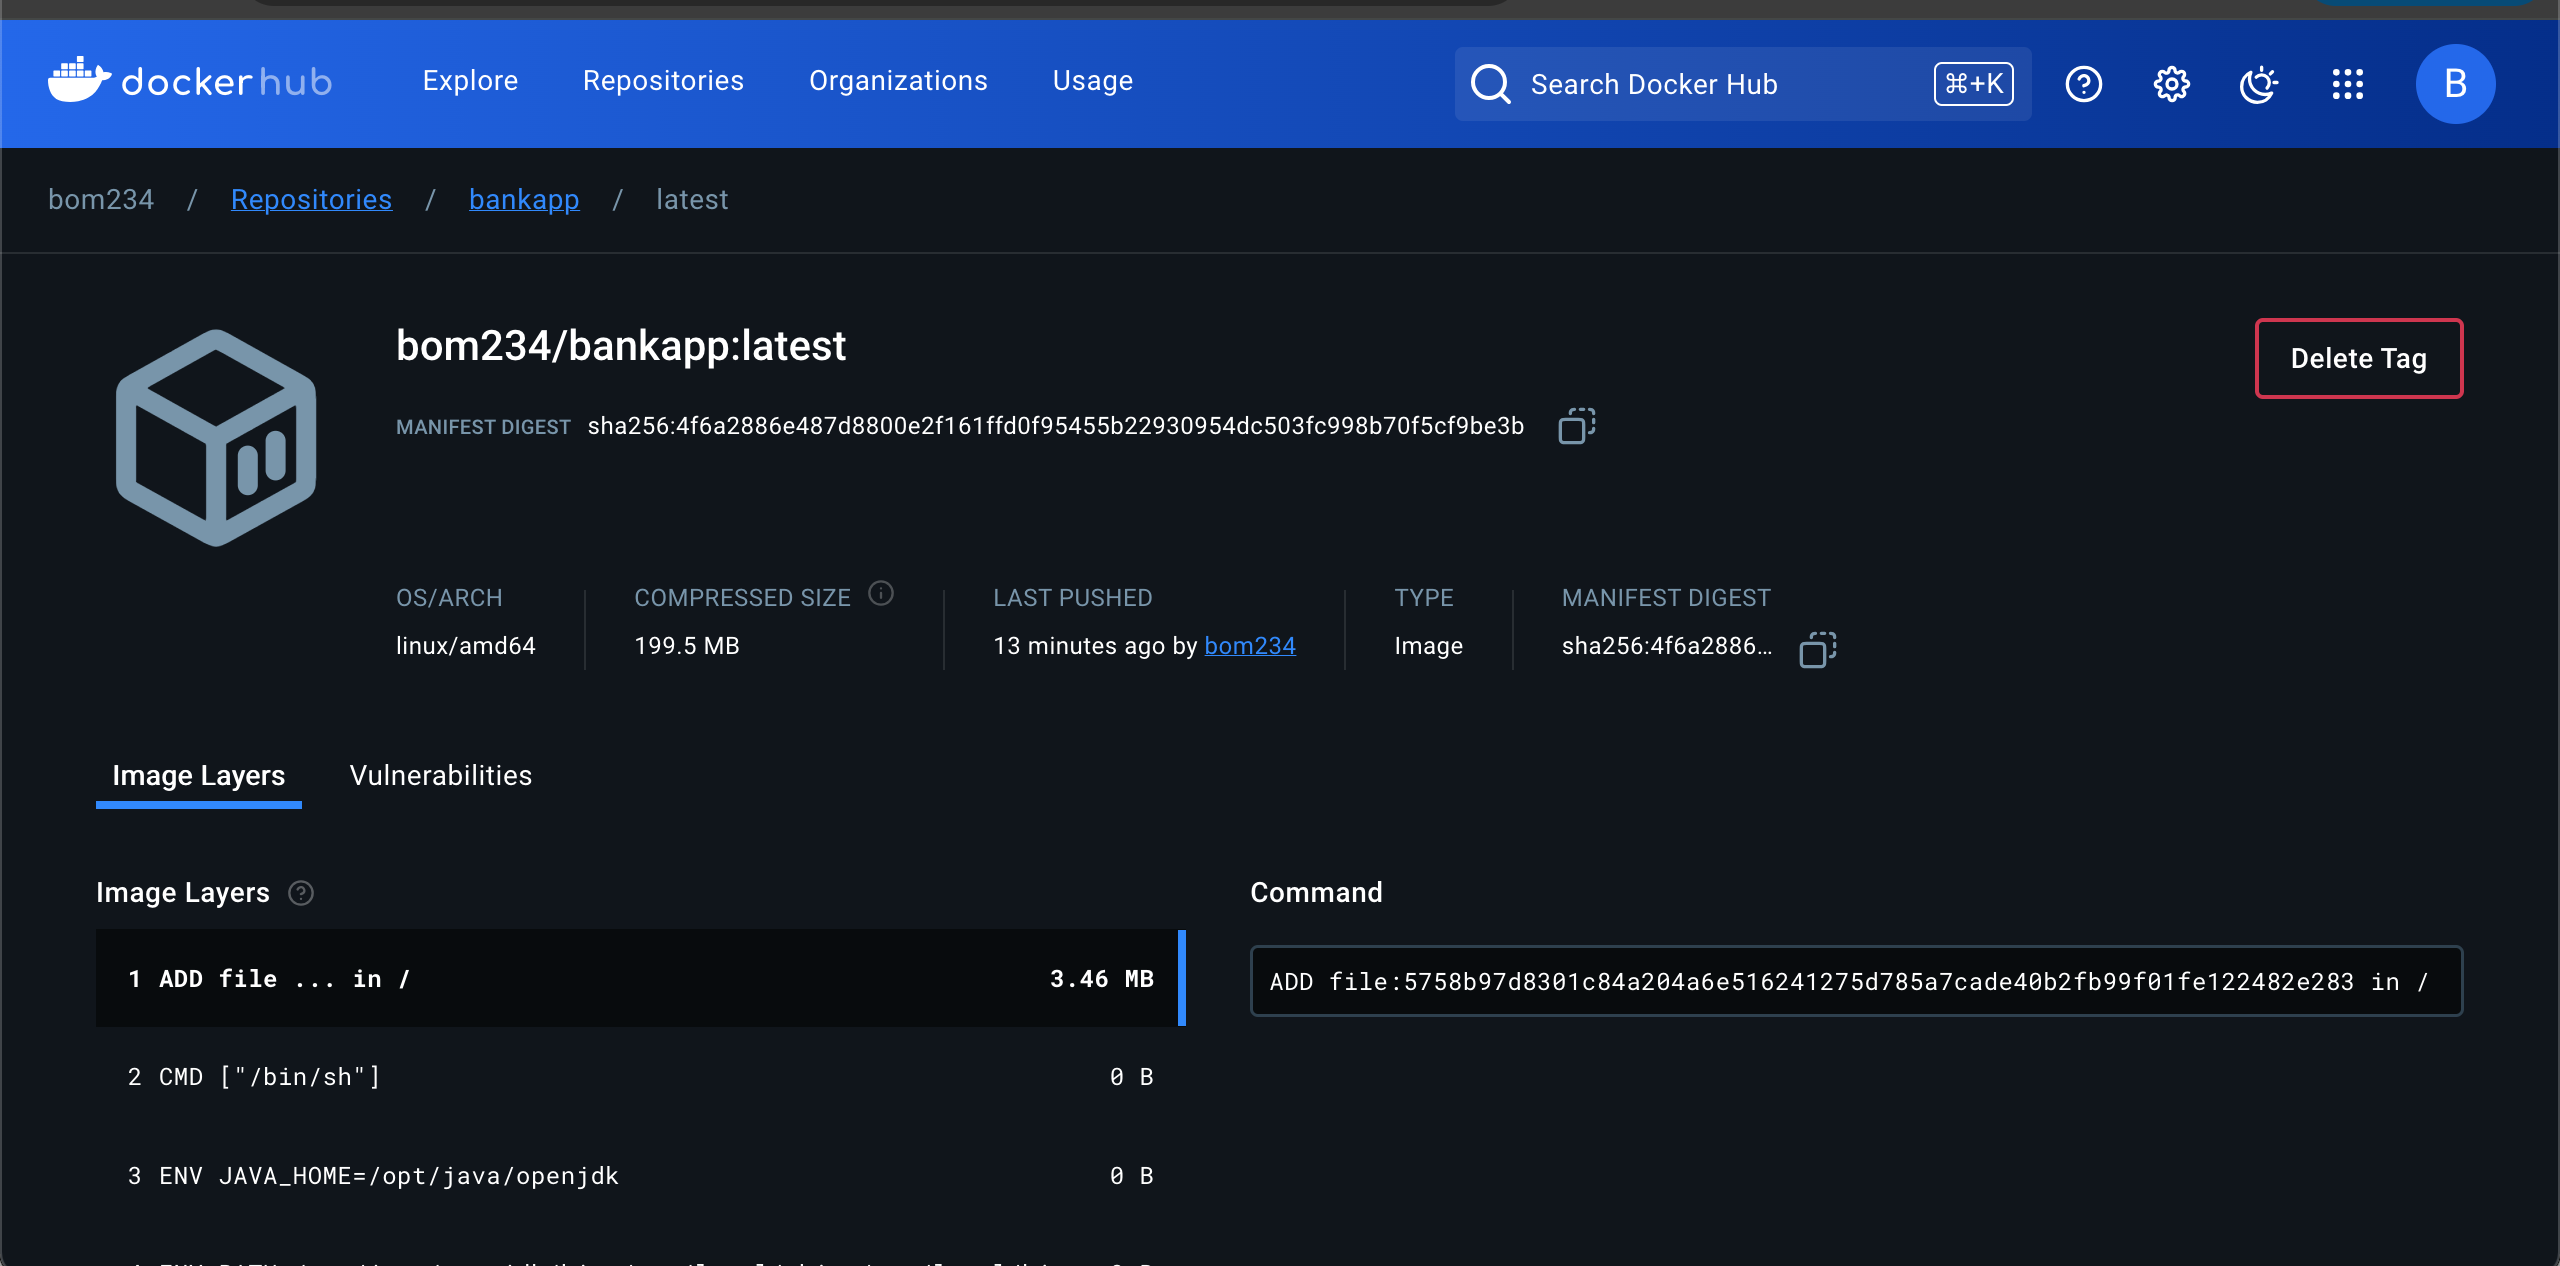 dockerhub Explore Repositories Organizations Usage Search Docker Hub ⌘+K B
bom234 / Repositories / bankapp / latest
bom234/bankapp:latest
Delete Tag
MANIFEST DIGEST sha256:4f6a2886e487d8800e2f161ffd0f95455b22930954dc503fc998b70f5cf9be3b
OS/ARCH COMPRESSED SIZE LAST PUSHED TYPE MANIFEST DIGEST
linux/amd64 199.5 MB 13 minutes ago by bom234 Image sha256:4f6a2886...
Image Layers Vulnerabilities
Image Layers Command
1 ADD file ... in / 3.46 MB
ADD file:5758b97d8301c84a204a6e516241275d785a7cade40b2fb99f01fe122482e283 in /
2 CMD ["/bin/sh"] 0 B
3 ENV JAVA_HOME=/opt/java/openjdk 0 B